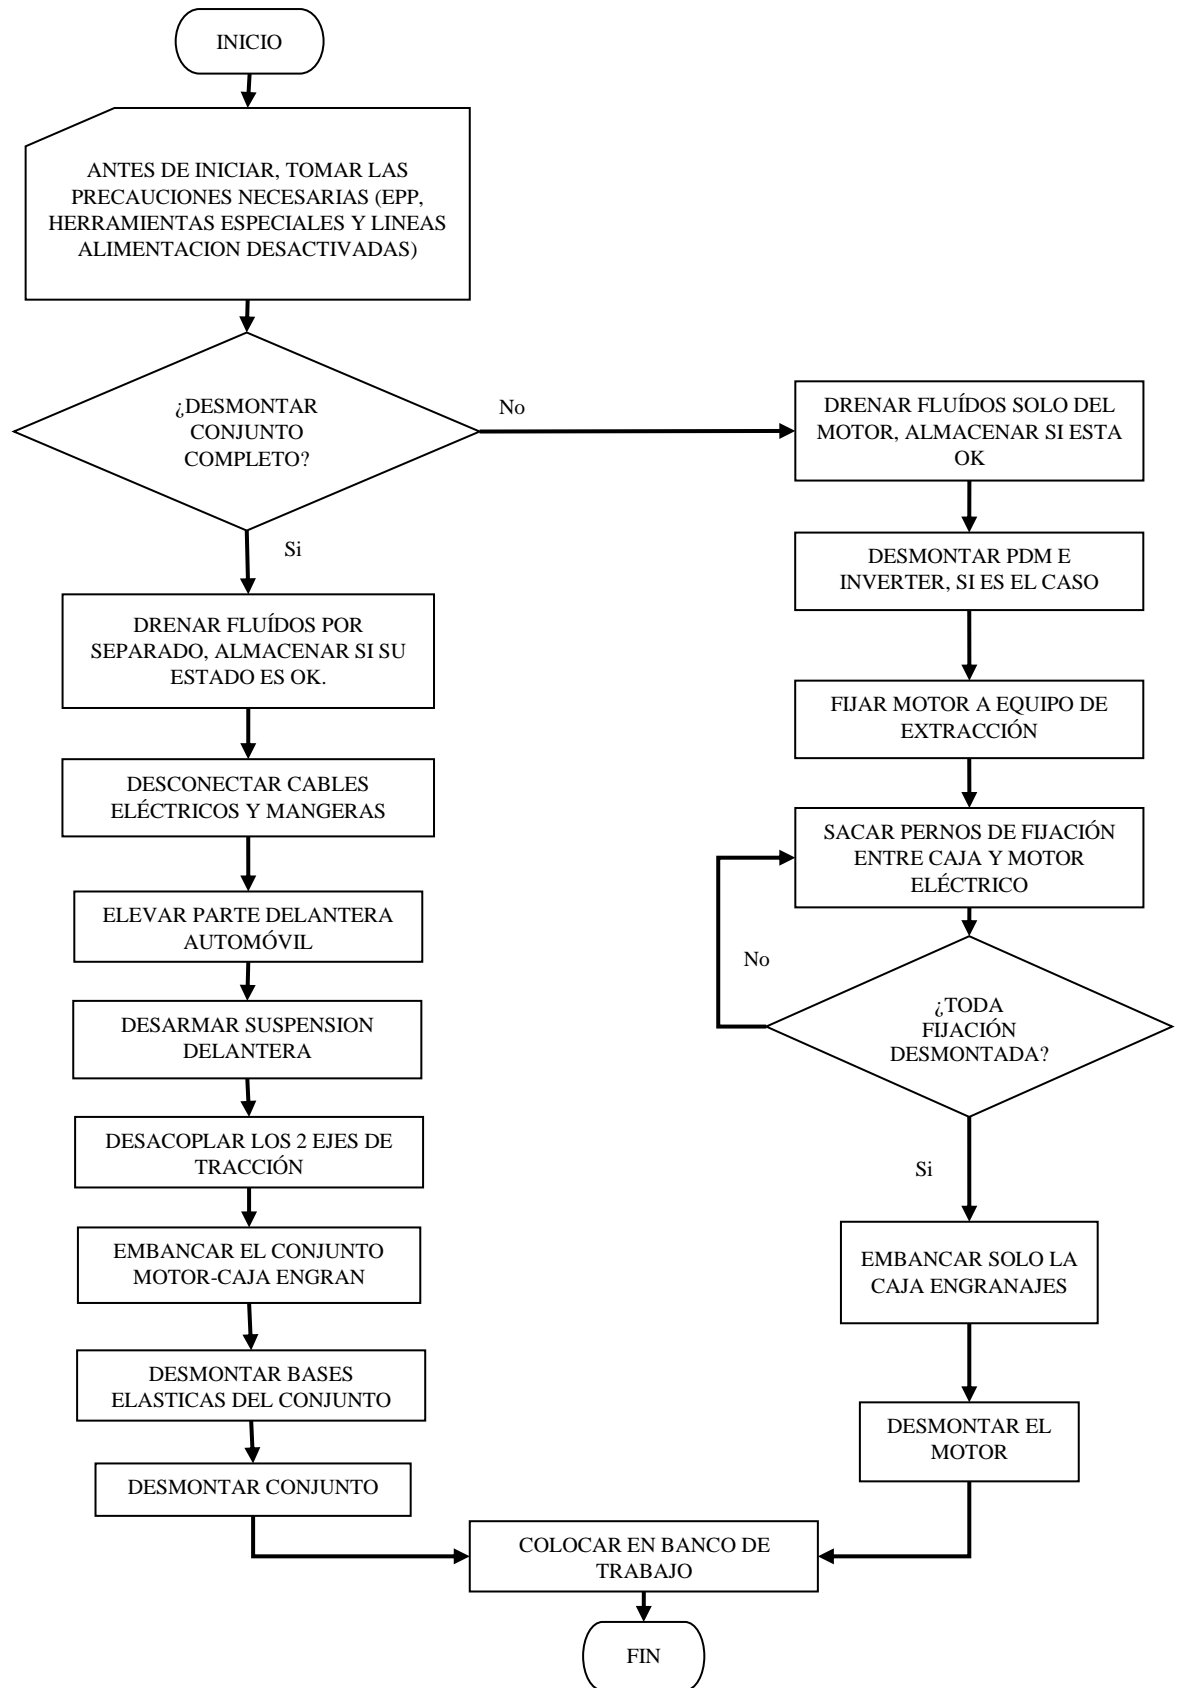 INICIO
ANTES DE INICIAR, TOMAR LAS
PRECAUCIONES NECESARIAS (EPP,
HERRAMIENTAS ESPECIALES Y LINEAS
ALIMENTACION DESACTIVADAS)
¿DESMONTAR
CONJUNTO
COMPLETO?
No
Si
DRENAR FLUÍDOS POR
SEPARADO, ALMACENAR SI SU
ESTADO ES OK.
DESCONECTAR CABLES
ELÉCTRICOS Y MANGERAS
ELEVAR PARTE DELANTERA
AUTOMÓVIL
DESARMAR SUSPENSION
DELANTERA
DESACOPLAR LOS 2 EJES DE
TRACCIÓN
EMBANCAR EL CONJUNTO
MOTOR-CAJA ENGRAN
DESMONTAR BASES
ELASTICAS DEL CONJUNTO
DESMONTAR CONJUNTO
DRENAR FLUÍDOS SOLO DEL
MOTOR, ALMACENAR SI ESTA
OK
DESMONTAR PDM E
INVERTER, SI ES EL CASO
FIJAR MOTOR A EQUIPO DE
EXTRACCIÓN
SACAR PERNOS DE FIJACIÓN
ENTRE CAJA Y MOTOR
ELÉCTRICO
No
¿TODA
FIJACIÓN
DESMONTADA?
Si
EMBANCAR SOLO LA
CAJA ENGRANAJES
DESMONTAR EL
MOTOR
COLOCAR EN BANCO DE
TRABAJO
FIN